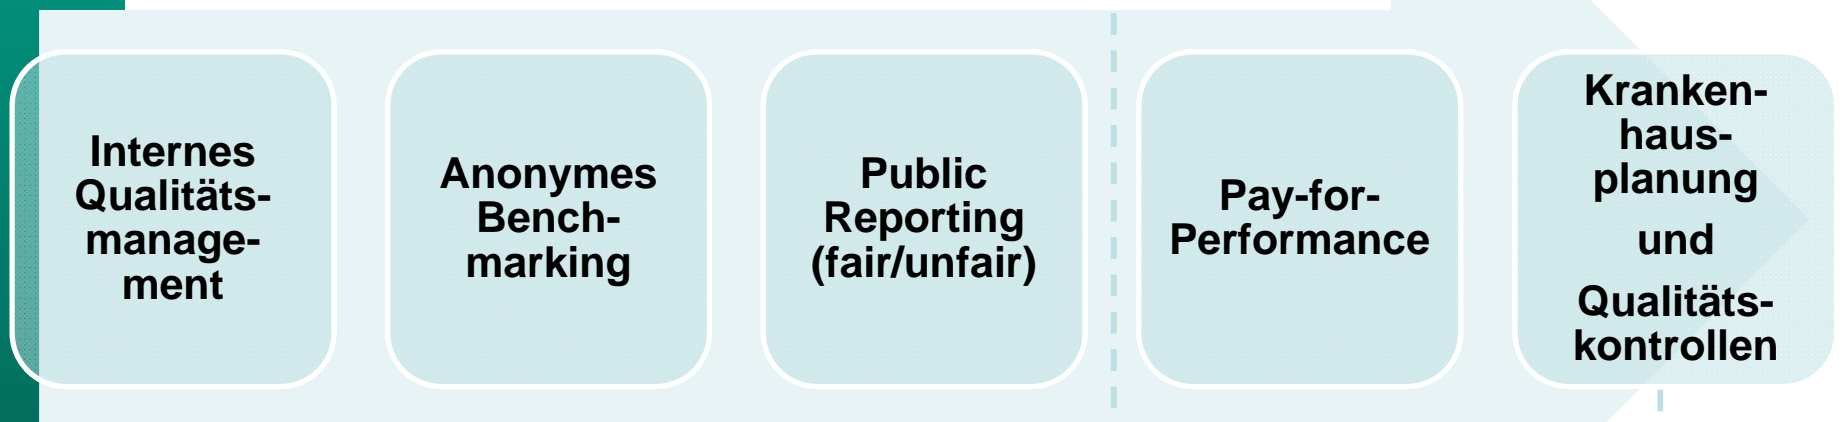 Internes
Qualitäts-
manage-
ment
Anonymes
Bench-
marking
Public
Reporting
(fair/unfair)
Pay-for-
Performance
Kranken-
haus-
planung
und
Qualitäts-
kontrollen